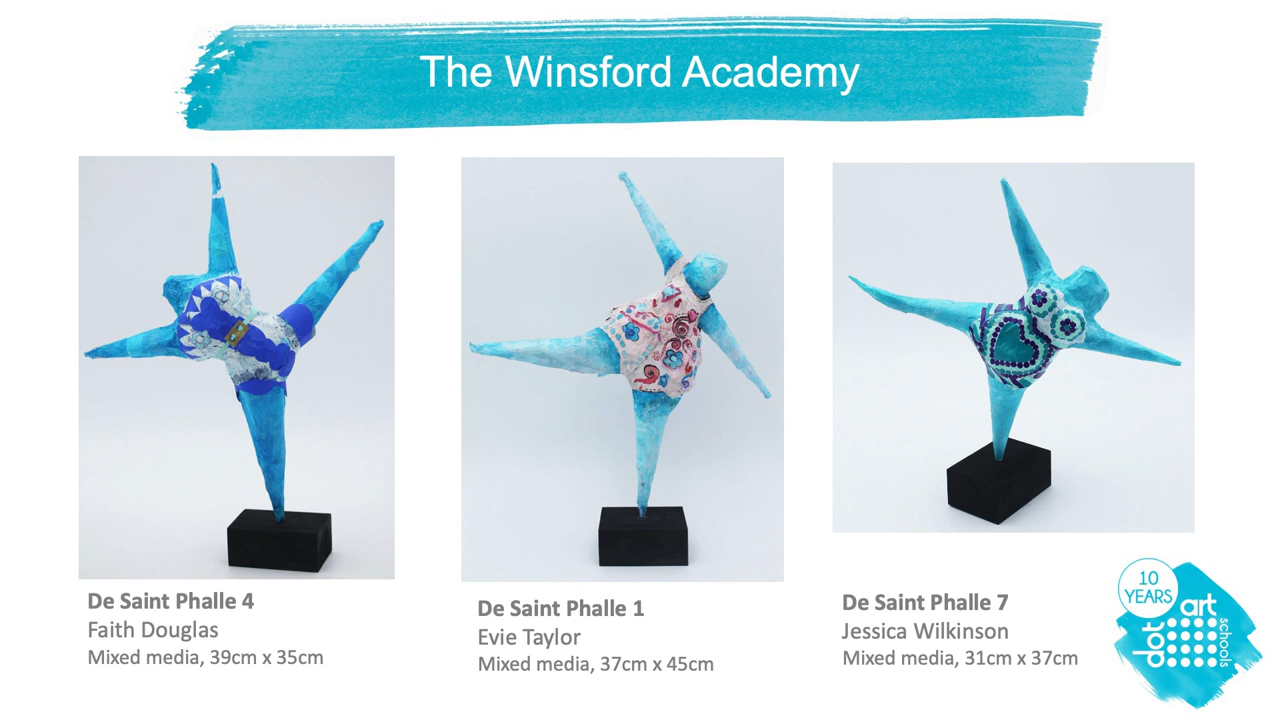 The Winsford Academy
De Saint Phalle 4
Faith Douglas
Mixed media, 39cm x 35cm
De Saint Phalle 1
Evie Taylor
Mixed media, 37cm x 45cm
De Saint Phalle 7
Jessica Wilkinson
Mixed media, 31cm x 37cm
10
YEARS
dot
art
schools